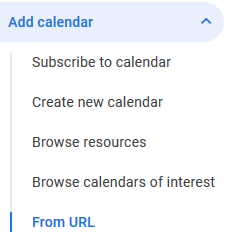 Add calendar
Subscribe to calendar
Create new calendar
Browse resources
Browse calendars of interest
From URL